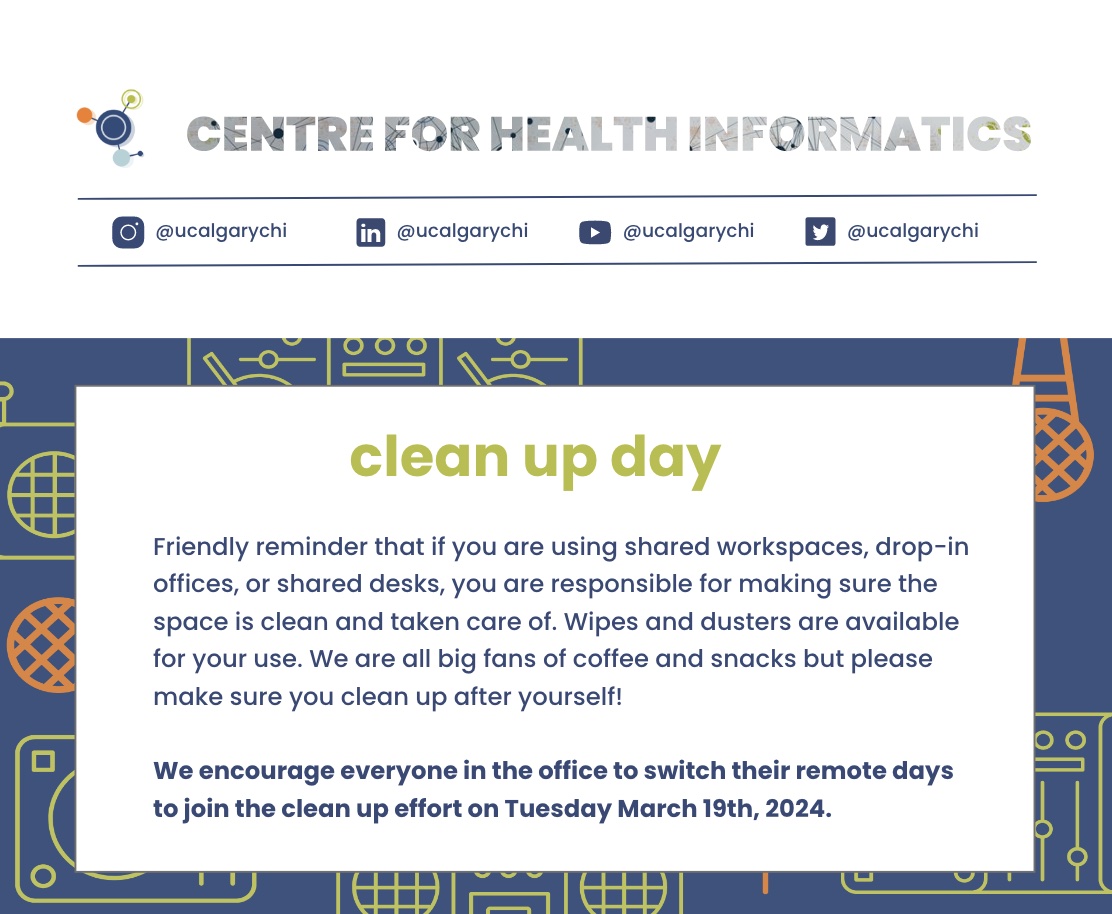 CENTRE FOR HEALTH INFORMATICS
@ucalgarychi
@ucalgarychi
@ucalgarychi
@ucalgarychi
clean up day
Friendly reminder that if you are using shared workspaces, drop-in
offices, or shared desks, you are responsible for making sure the
space is clean and taken care of. Wipes and dusters are available
for your use. We are all big fans of coffee and snacks but please
make sure you clean up after yourself!
We encourage everyone in the office to switch their remote days
to join the clean up effort on Tuesday March 19th, 2024.